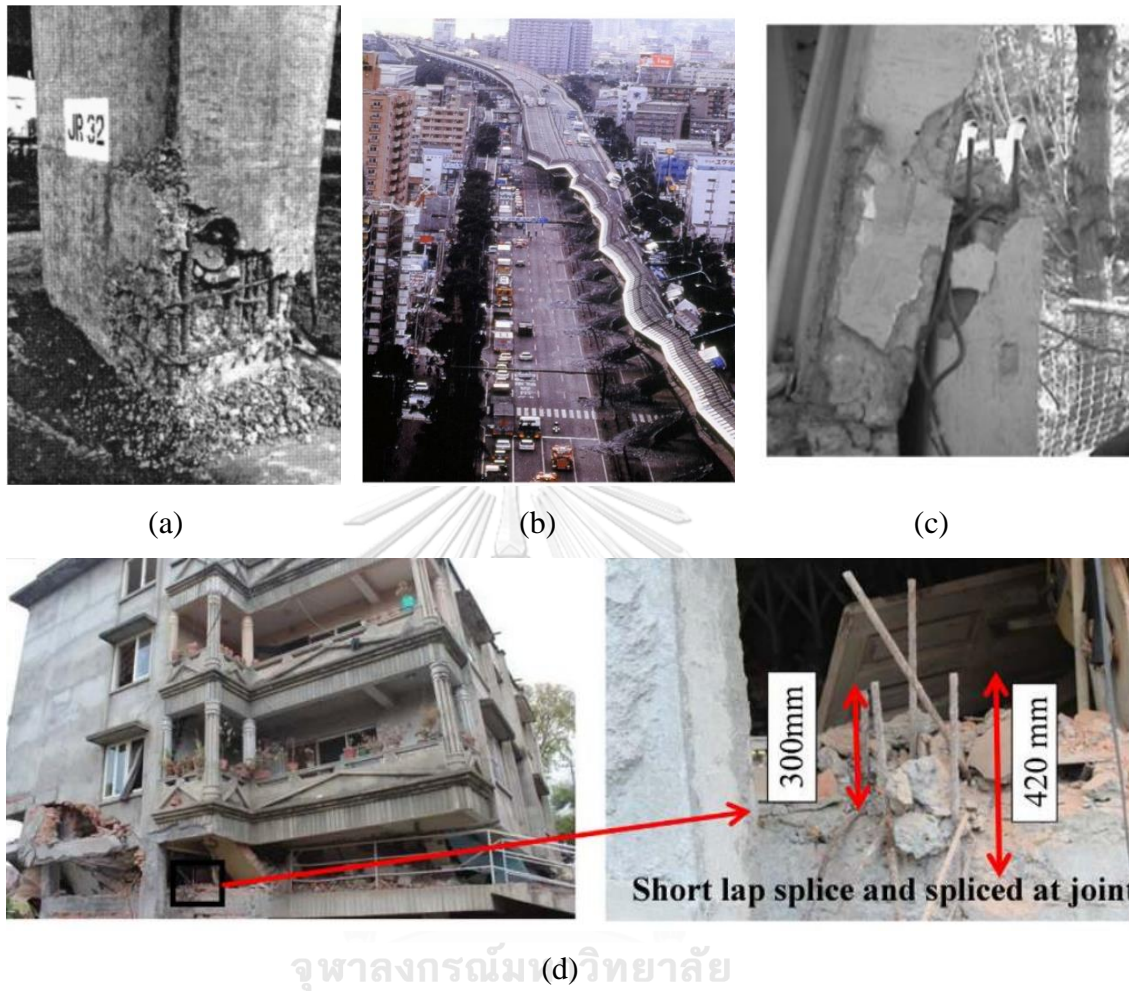 JR 32
(a)
(b)
(c)
300mm
420 mm
Short lap splice and spliced at joint
จุฬาลงกรณ์มหาวิทยาลัย
(d)